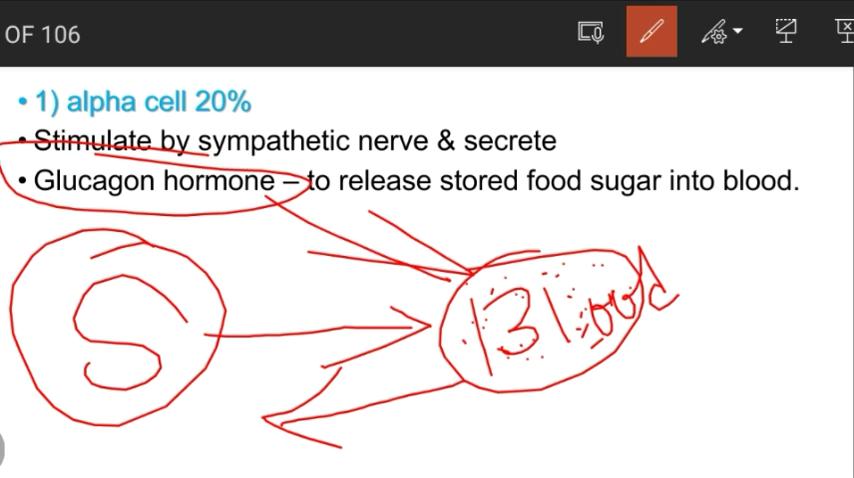 OF 106
• 1) alpha cell 20%
• Stimulate by sympathetic nerve & secrete
• Glucagon hormone – to release stored food sugar into blood.
S Blood